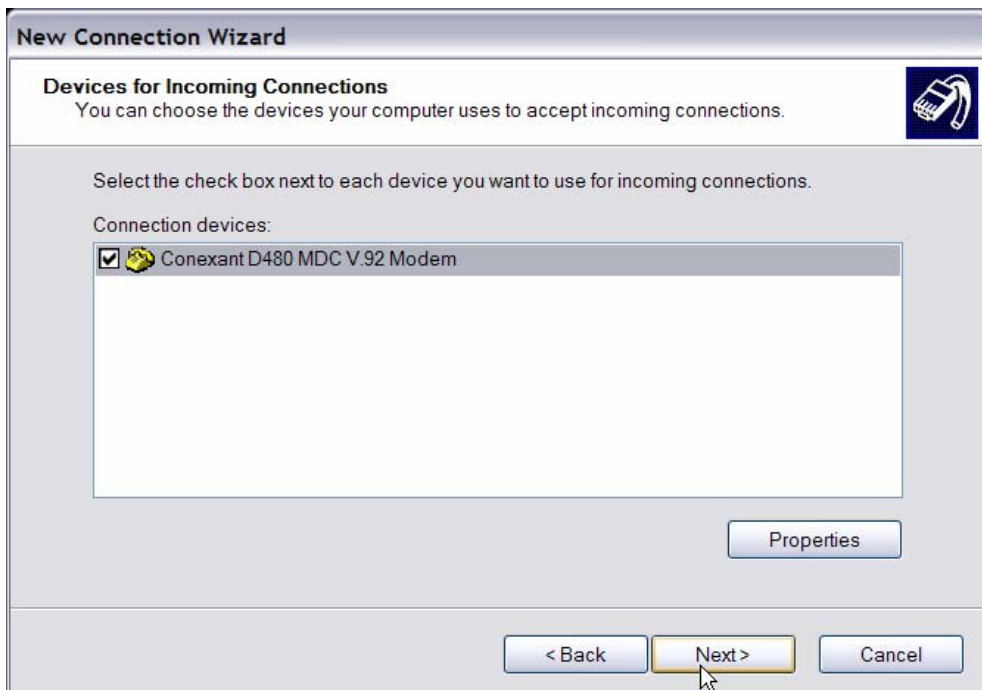 New Connection Wizard
Devices for Incoming Connections
You can choose the devices your computer uses to accept incoming connections.
Select the check box next to each device you want to use for incoming connections.
Connection devices:
Conexant D480 MDC V.92 Modem
Properties
< Back
Next >
Cancel